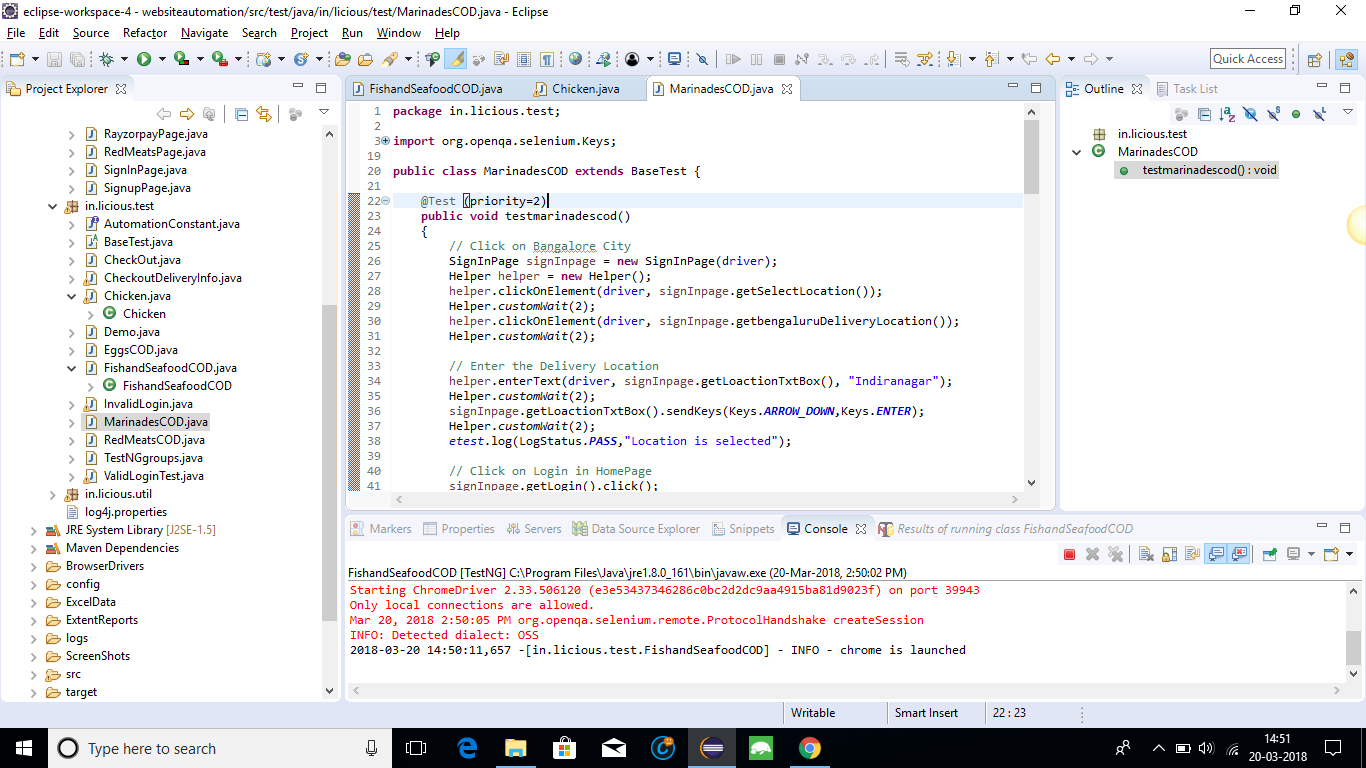 eclipse-workspace-4 - websiteautomation/src/test/java/in/licious/test/MarinadesCOD.java - Eclipse
File Edit Source Refactor Navigate Search Project Run Window Help
Quick Access
Project Explorer
RayzorpayPage.java
RedMeatsPage.java
SignInPage.java
SignupPage.java
in.licious.test
AutomationConstant.java
BaseTest.java
CheckOut.java
CheckoutDeliveryInfo.java
Chicken.java
Chicken
Demo.java
EggsCOD.java
FishandSeafoodCOD.java
FishandSeafoodCOD
InvalidLogin.java
MarinadesCOD.java
RedMeatsCOD.java
TestNGgroups.java
ValidLoginTest.java
in.licious.util
log4j.properties
JRE System Library [J2SE-1.5]
Maven Dependencies
BrowserDrivers
config
ExcelData
ExtentReports
logs
ScreenShots
src
target
FishandSeafoodCOD.java Chicken.java MarinadesCOD.java
1 package in.licious.test;
2
3 import org.openqa.selenium.Keys;
19
20 public class MarinadesCOD extends BaseTest {
21
22 @Test (priority=2)
23 public void testmarinadescod()
24 {
25 // Click on Bangalore City
26 SignInPage signInpage = new SignInPage(driver);
27 Helper helper = new Helper();
28 helper.clickOnElement(driver, signInpage.getSelectLocation());
29 Helper.customWait(2);
30 helper.clickOnElement(driver, signInpage.getbengaluruDeliveryLocation());
31 Helper.customWait(2);
32
33 // Enter the Delivery Location
34 helper.enterText(driver, signInpage.getLoactionTxtBox(), "Indiranagar");
35 Helper.customWait(2);
36 signInpage.getLoactionTxtBox().sendKeys(Keys.ARROW_DOWN,Keys.ENTER);
37 Helper.customWait(2);
38 etest.log(LogStatus.PASS,"Location is selected");
39
40 // Click on Login in HomePage
41 signInpage.getLogin().click();
Outline Task List
in.licious.test
MarinadesCOD
testmarinadescod() : void
Markers Properties Servers Data Source Explorer Snippets Console Results of running class FishandSeafoodCOD
FishandSeafoodCOD [TestNG] C:\Program Files\Java\jre1.8.0_161\bin\javaw.exe (20-Mar-2018, 2:50:02 PM)
Starting ChromeDriver 2.33.506120 (e3e53437346286c0bc2d2dc9aa4915ba81d9023f) on port 39943
Only local connections are allowed.
Mar 20, 2018 2:50:05 PM org.openqa.selenium.remote.ProtocolHandshake createSession
INFO: Detected dialect: OSS
2018-03-20 14:50:11,657 -[in.licious.test.FishandSeafoodCOD] - INFO - chrome is launched
Writable Smart Insert 22 : 23
Type here to search
14:51
20-03-2018